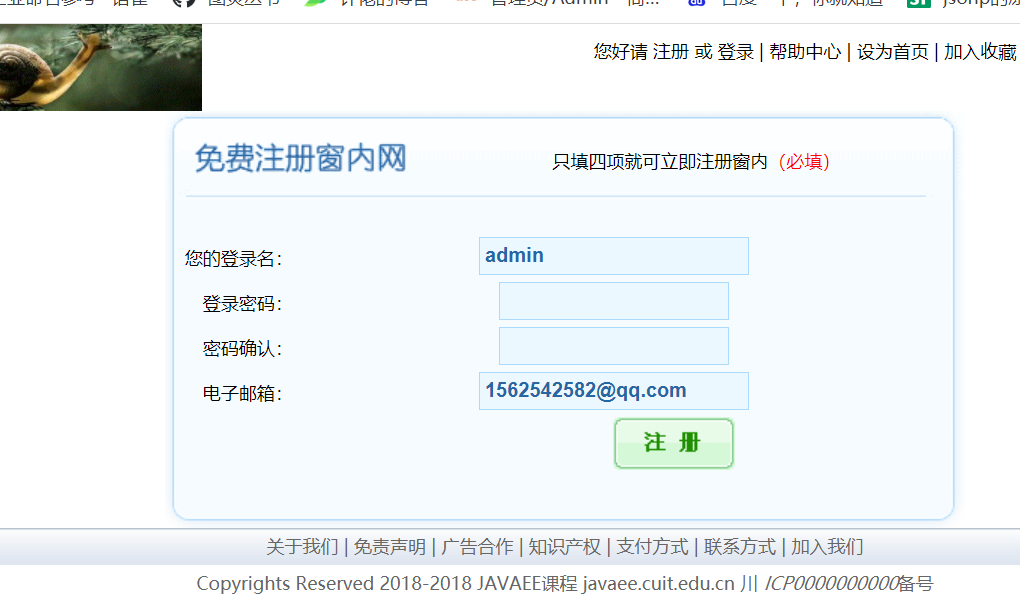 您好请 注册 或 登录 | 帮助中心 | 设为首页 | 加入收藏
免费注册窗内网
只填四项就可立即注册窗内（必填）
您的登录名：
admin
登录密码：
密码确认：
电子邮箱：
1562542582@qq.com
注 册
关于我们 | 免责声明 | 广告合作 | 知识产权 | 支付方式 | 联系方式 | 加入我们
Copyrights Reserved 2018-2018 JAVAEE课程 javaee.cuit.edu.cn 川 ICP0000000000备号